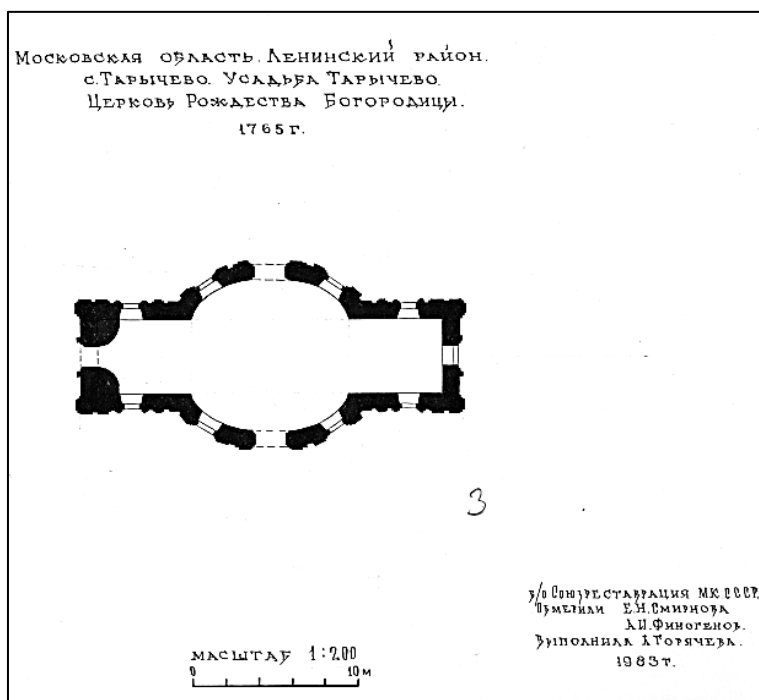 Московская область. Ленинский район.
с. Тарычево. Усадьба Тарычево.
Церковь Рождества Богородицы.
1765 г.
3
в/о Союзреставрация МК СССР.
Обмерили Е.Н. Смирнова
А.И. Финогенов.
Выполнила А. Горячева.
1983 г.
Масштаб 1:200
0 10 м